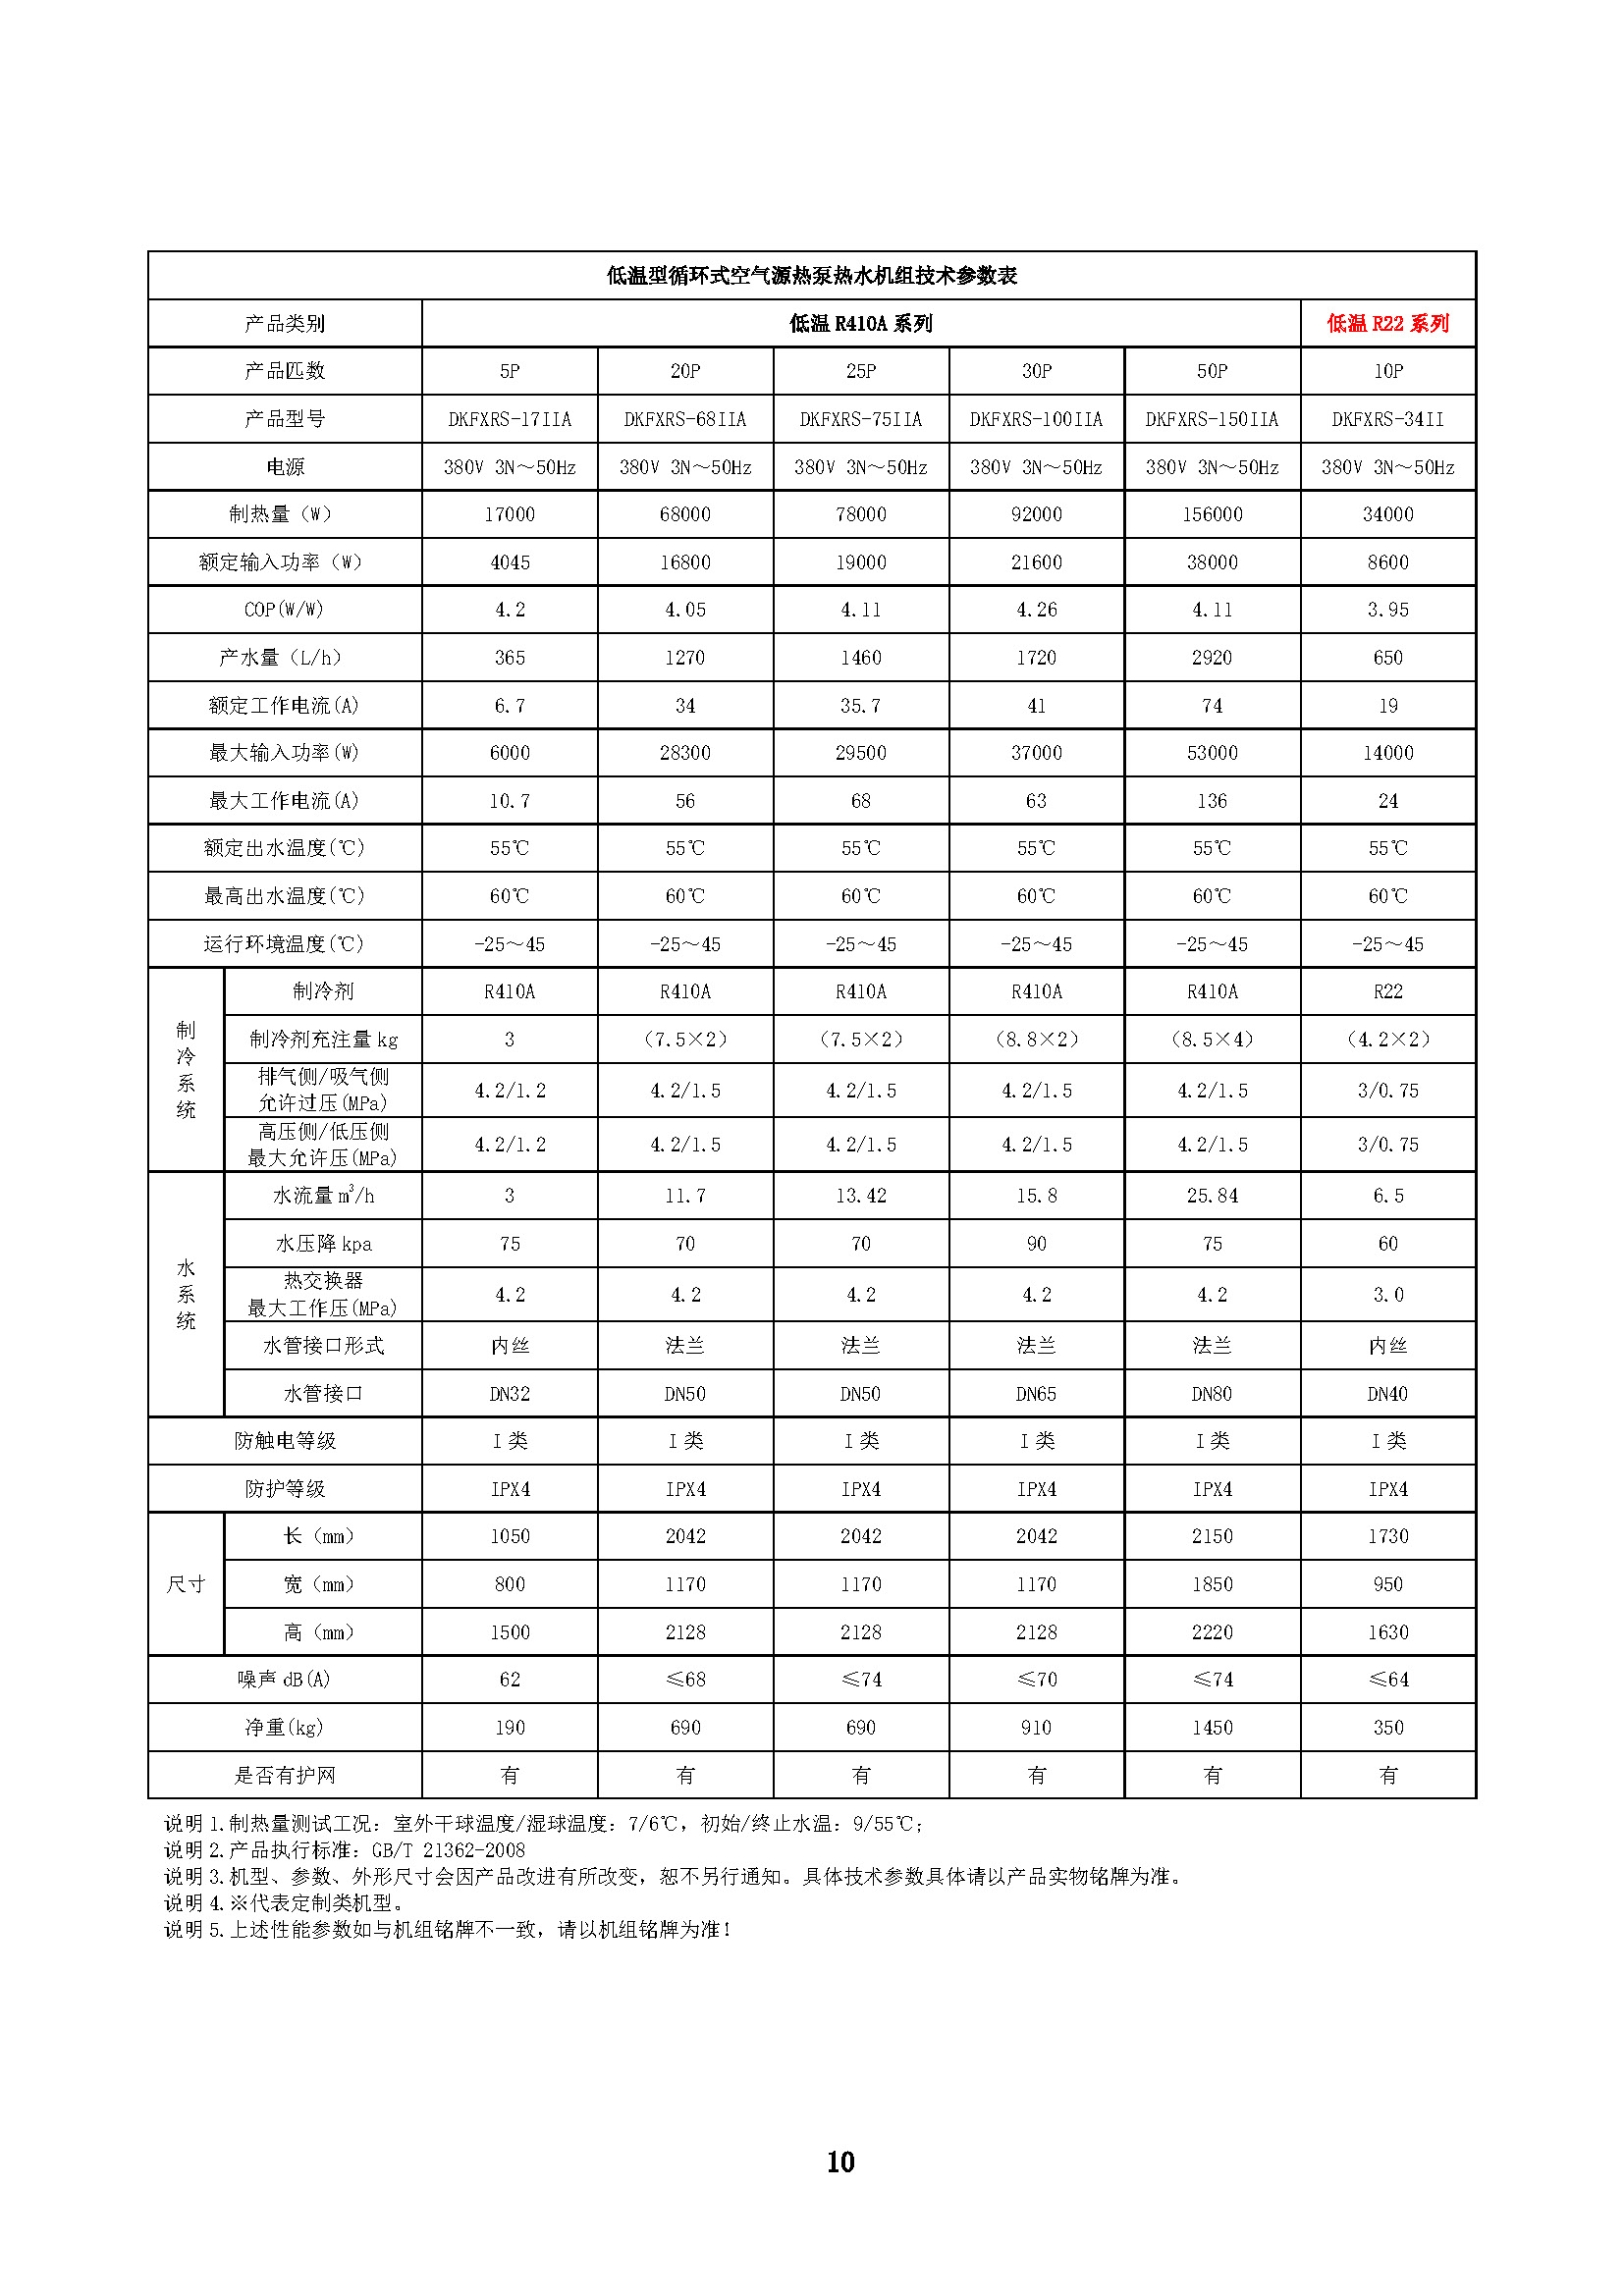 低温型循环式空气源热泵热水机组技术参数表
产品类别 低温 R410A 系列 低温 R22 系列
产品匹数 5P 20P 25P 30P 50P 10P
产品型号 DKFXRS-17IIA DKFXRS-68IIA DKFXRS-75IIA DKFXRS-100IIA DKFXRS-150IIA DKFXRS-34II
电源 380V 3N～50Hz 380V 3N～50Hz 380V 3N～50Hz 380V 3N～50Hz 380V 3N～50Hz 380V 3N～50Hz
制热量（W） 17000 68000 78000 92000 156000 34000
额定输入功率（W） 4045 16800 19000 21600 38000 8600
COP(W/W) 4.2 4.05 4.11 4.26 4.11 3.95
产水量（L/h） 365 1270 1460 1720 2920 650
额定工作电流(A) 6.7 34 35.7 41 74 19
最大输入功率(W) 6000 28300 29500 37000 53000 14000
最大工作电流(A) 10.7 56 68 63 136 24
额定出水温度(℃) 55℃ 55℃ 55℃ 55℃ 55℃ 55℃
最高出水温度(℃) 60℃ 60℃ 60℃ 60℃ 60℃ 60℃
运行环境温度(℃) -25～45 -25～45 -25～45 -25～45 -25～45 -25～45
制冷系统
制冷剂 R410A R410A R410A R410A R410A R22
制冷剂充注量 kg 3 （7.5×2） （7.5×2） （8.8×2） （8.5×4） （4.2×2）
排气侧/吸气侧
允许过压(MPa) 4.2/1.2 4.2/1.5 4.2/1.5 4.2/1.5 4.2/1.5 3/0.75
高压侧/低压侧
最大允许压(MPa) 4.2/1.2 4.2/1.5 4.2/1.5 4.2/1.5 4.2/1.5 3/0.75
水系统
水流量 m³/h 3 11.7 13.42 15.8 25.84 6.5
水压降 kpa 75 70 70 90 75 60
热交换器
最大工作压(MPa) 4.2 4.2 4.2 4.2 4.2 3.0
水管接口形式 内丝 法兰 法兰 法兰 法兰 内丝
水管接口 DN32 DN50 DN50 DN65 DN80 DN40
防触电等级 I 类 I 类 I 类 I 类 I 类 I 类
防护等级 IPX4 IPX4 IPX4 IPX4 IPX4 IPX4
尺寸
长（mm） 1050 2042 2042 2042 2150 1730
宽（mm） 800 1170 1170 1170 1850 950
高（mm） 1500 2128 2128 2128 2220 1630
噪声 dB(A) 62 ≤68 ≤74 ≤70 ≤74 ≤64
净重(kg) 190 690 690 910 1450 350
是否有护网 有 有 有 有 有 有
说明 1.制热量测试工况：室外干球温度/湿球温度：7/6℃，初始/终止水温：9/55℃；
说明 2.产品执行标准：GB/T 21362-2008
说明 3.机型、参数、外形尺寸会因产品改进有所改变，恕不另行通知。具体技术参数具体请以产品实物铭牌为准。
说明 4.※代表定制类机型。
说明 5.上述性能参数如与机组铭牌不一致，请以机组铭牌为准！
10